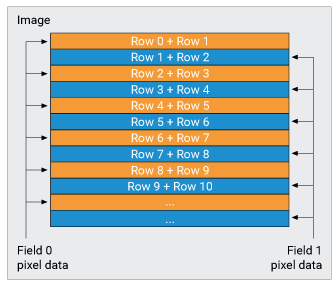 Image
Row 0 + Row 1
Row 1 + Row 2
Row 2 + Row 3
Row 3 + Row 4
Row 4 + Row 5
Row 5 + Row 6
Row 6 + Row 7
Row 7 + Row 8
Row 8 + Row 9
Row 9 + Row 10
...
...
Field 0
pixel data
Field 1
pixel data